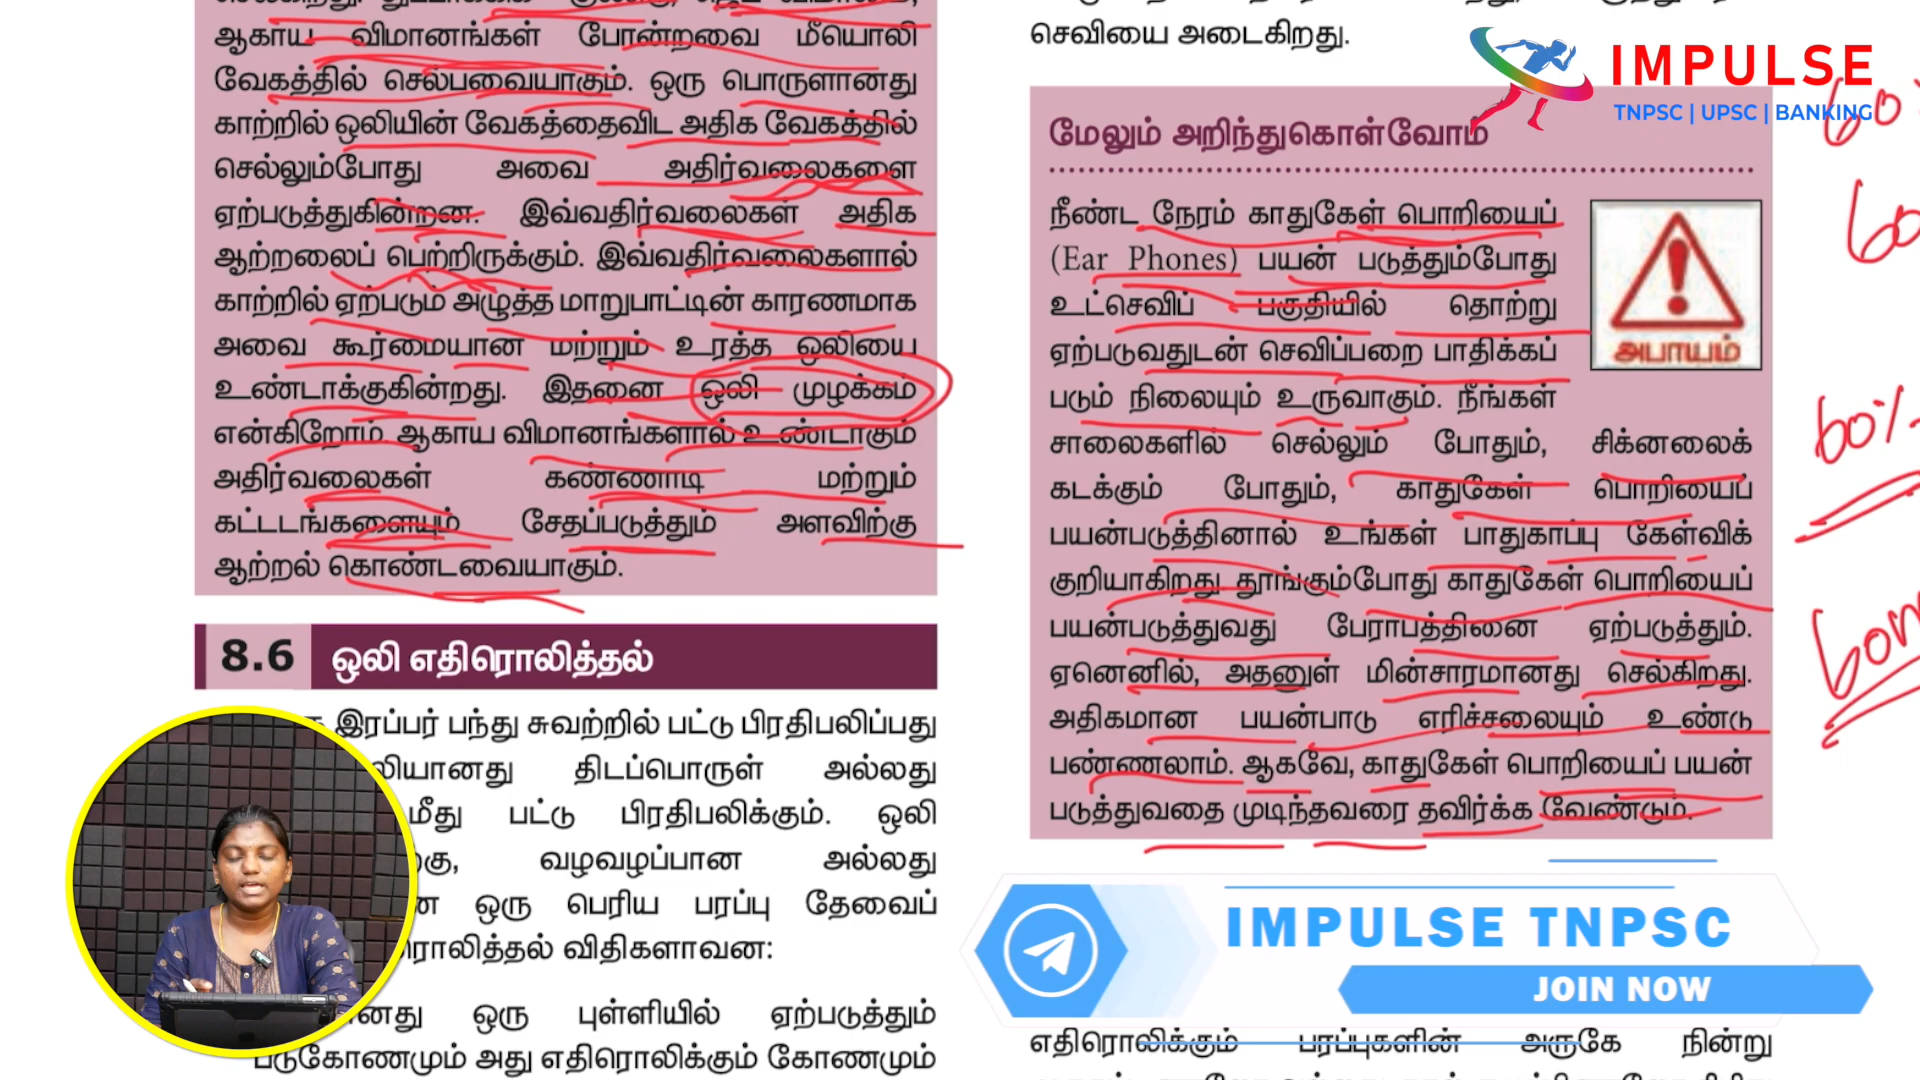 ஆகாய விமானங்கள் போன்றவை மீயொலி
வேகத்தில் செல்பவையாகும். ஒரு பொருளானது
காற்றில் ஒலியின் வேகத்தைவிட அதிக வேகத்தில்
செல்லும்போது அவை அதிர்வலைகளை
ஏற்படுத்துகின்றன. இவ்வதிர்வலைகள் அதிக
ஆற்றலைப் பெற்றிருக்கும். இவ்வதிர்வலைகளால்
காற்றில் ஏற்படும் அழுத்த மாறுபாட்டின் காரணமாக
அவை கூர்மையான மற்றும் உரத்த ஒலியை
உண்டாக்குகின்றது. இதனை ஒலி முழக்கம்
என்கிறோம். ஆகாய விமானங்களால் உண்டாகும்
அதிர்வலைகள் கண்ணாடி மற்றும்
கட்டடங்களையும் சேதப்படுத்தும் அளவிற்கு
ஆற்றல் கொண்டவையாகும்.
8.6 ஒலி எதிரொலித்தல்
இரப்பர் பந்து சுவற்றில் பட்டு பிரதிபலிப்பது
திடப்பொருள் அல்லது
மீது பட்டு பிரதிபலிக்கும். ஒலி
வழவழப்பான அல்லது
ஒரு பெரிய பரப்பு தேவைப்
விதிகளாவன:
ஒரு புள்ளியில் ஏற்படுத்தும்
படுகோணமும் அது எதிரொலிக்கும் கோணமும்
செவியை அடைகிறது.
IMPULSE
TNPSC | UPSC | BANKING
மேலும் அறிந்துகொள்வோம்
நீண்ட நேரம் காதுகேள் பொறியைப்
(Ear Phones) பயன் படுத்தும்போது
உட்செவிப் பகுதியில் தொற்று
ஏற்படுவதுடன் செவிப்பறை பாதிக்கப்
படும் நிலையும் உருவாகும். நீங்கள்
அபாயம்
சாலைகளில் செல்லும் போதும், சிக்னலைக்
கடக்கும் போதும், காதுகேள் பொறியைப்
பயன்படுத்தினால் உங்கள் பாதுகாப்பு கேள்விக்
குறியாகிறது. தூங்கும்போது காதுகேள் பொறியைப்
பயன்படுத்துவது பேராபத்தினை ஏற்படுத்தும்.
ஏனெனில், அதனுள் மின்சாரமானது செல்கிறது.
அதிகமான பயன்பாடு எரிச்சலையும் உண்டு
பண்ணலாம். ஆகவே, காதுகேள் பொறியைப் பயன்
படுத்துவதை முடிந்தவரை தவிர்க்க வேண்டும்.
60%
IMPULSE TNPSC
JOIN NOW
எதிரொலிக்கும் பரப்புகளின் அருகே நின்று